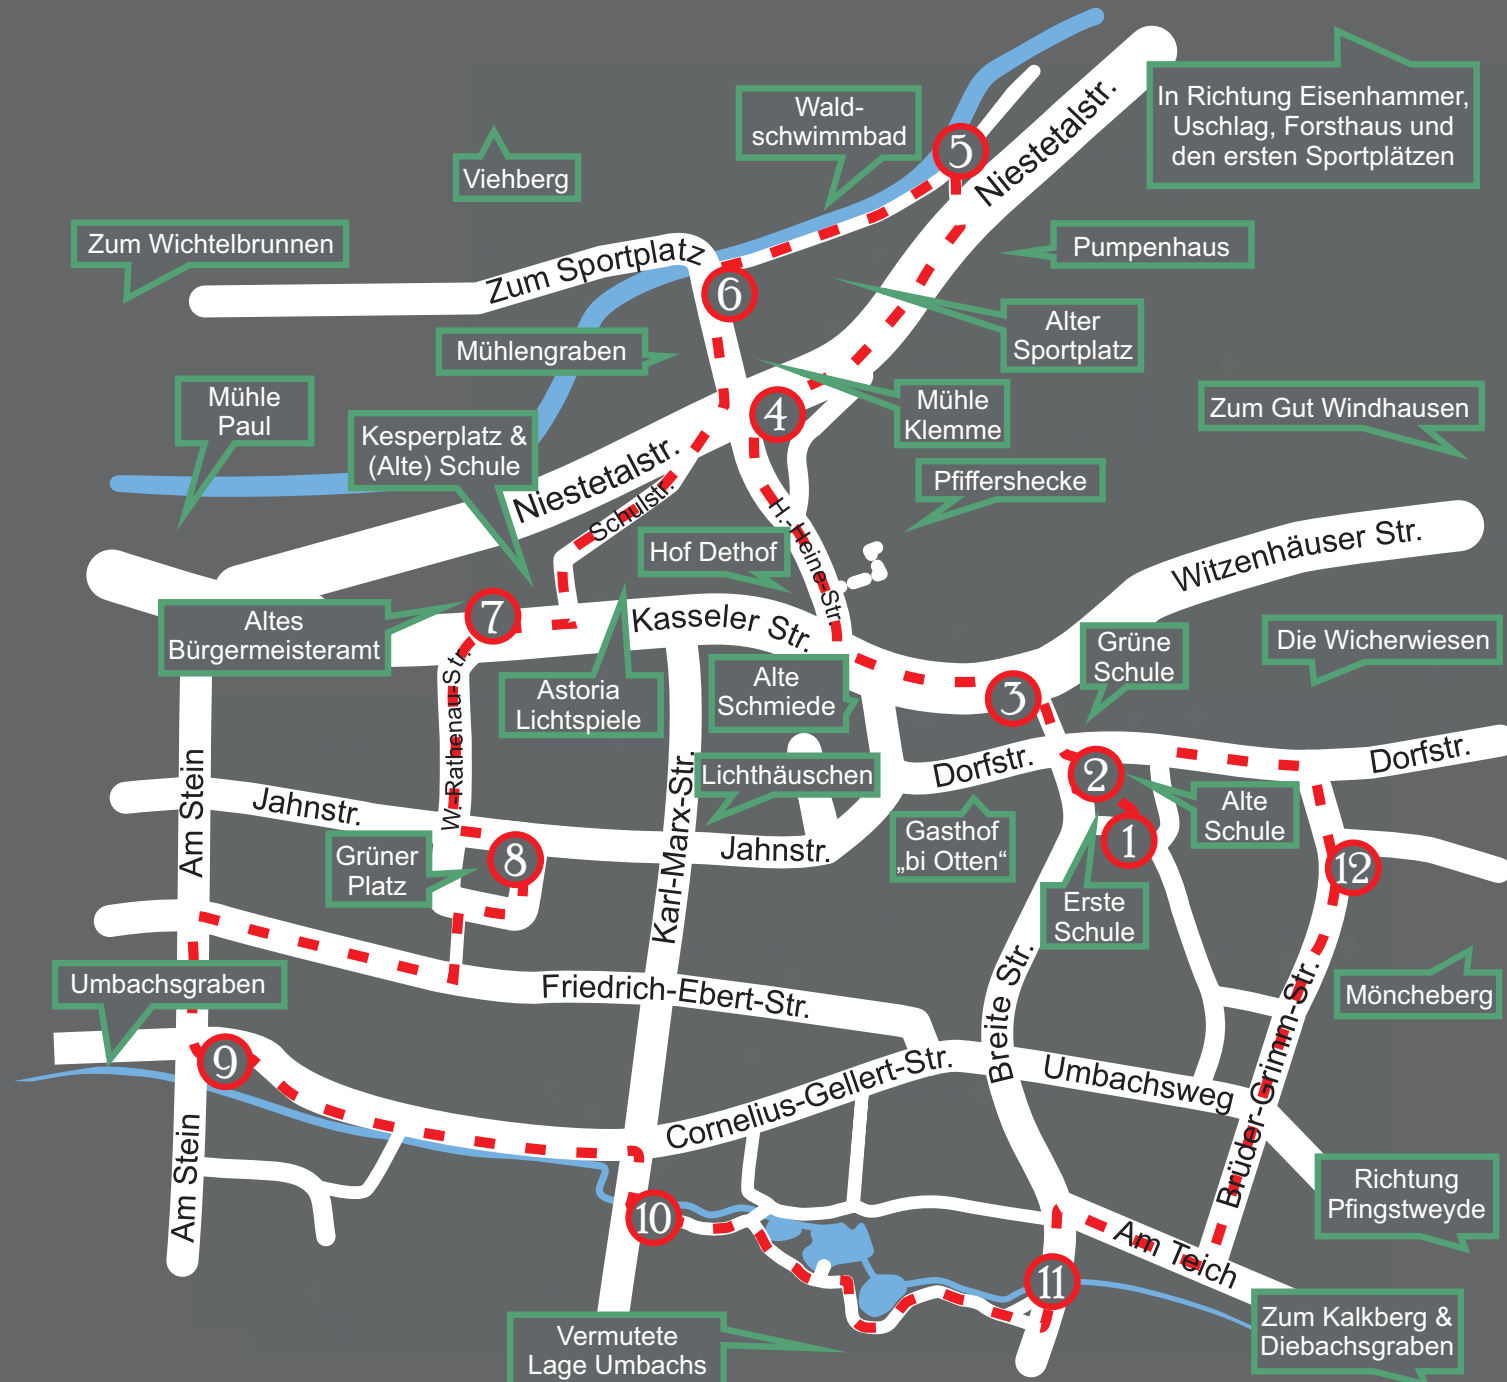 In Richtung Eisenhammer,
Uschlag, Forsthaus und
den ersten Sportplätzen
Wald-
schwimmbad
5
Niestetalstr.
Viehberg
Zum Wichtelbrunnen
Zum Sportplatz
Pumpenhaus
6
Alter
Sportplatz
Mühlengraben
Mühle
Paul
4
Mühle
Klemme
Zum Gut Windhausen
Kesperplatz &
(Alte) Schule
Niestetalstr.
Schulstr.
Pfiffershecke
H.-Heine-Str.
Hof Dethof
Witzenhäuser Str.
Altes
Bürgermeisteramt
7
Kasseler Str.
Grüne
Schule
Die Wicherwiesen
W.-Rathenau-Str.
Astoria
Lichtspiele
Alte
Schmiede
3
Am Stein
Jahnstr.
Karl-Marx-Str.
Lichthäuschen
Dorfstr.
2
Dorfstr.
Alte
Schule
Grüner
Platz
8
Jahnstr.
Gasthof
„bi Otten“
1
12
Erste
Schule
Umbachsgraben
Friedrich-Ebert-Str.
Breite Str.
Brüder-Grimm-Str.
Möncheberg
9
Cornelius-Gellert-Str.
Umbachsweg
Am Stein
10
Am Teich
Richtung
Pfingstweyde
11
Vermutete
Lage Umbachs
Zum Kalkberg &
Diebachsgraben